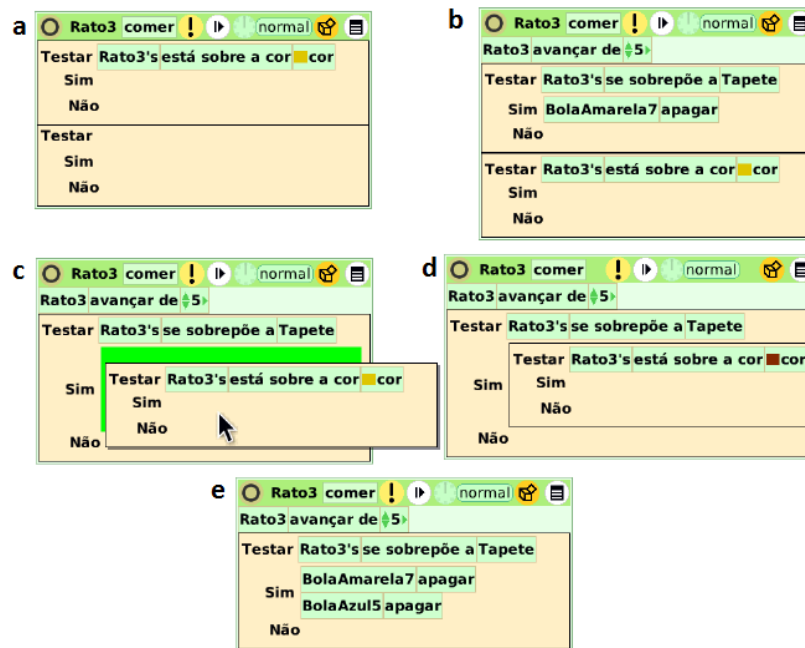 a
Rato3 comer ! normal
Testar Rato3's está sobre a cor cor
Sim
Não
Testar
Sim
Não
b
Rato3 comer ! normal
Rato3 avançar de 5
Testar Rato3's se sobrepõe a Tapete
Sim BolaAmarela7 apagar
Não
Testar Rato3's está sobre a cor cor
Sim
Não
c
Rato3 comer ! normal
Rato3 avançar de 5
Testar Rato3's se sobrepõe a Tapete
Testar Rato3's está sobre a cor cor
Sim
Não
Sim
Não
d
Rato3 comer ! normal
Rato3 avançar de 5
Testar Rato3's se sobrepõe a Tapete
Testar Rato3's está sobre a cor cor
Sim
Não
Sim
Não
e
Rato3 comer ! normal
Rato3 avançar de 5
Testar Rato3's se sobrepõe a Tapete
BolaAmarela7 apagar
Sim
BolaAzul5 apagar
Não